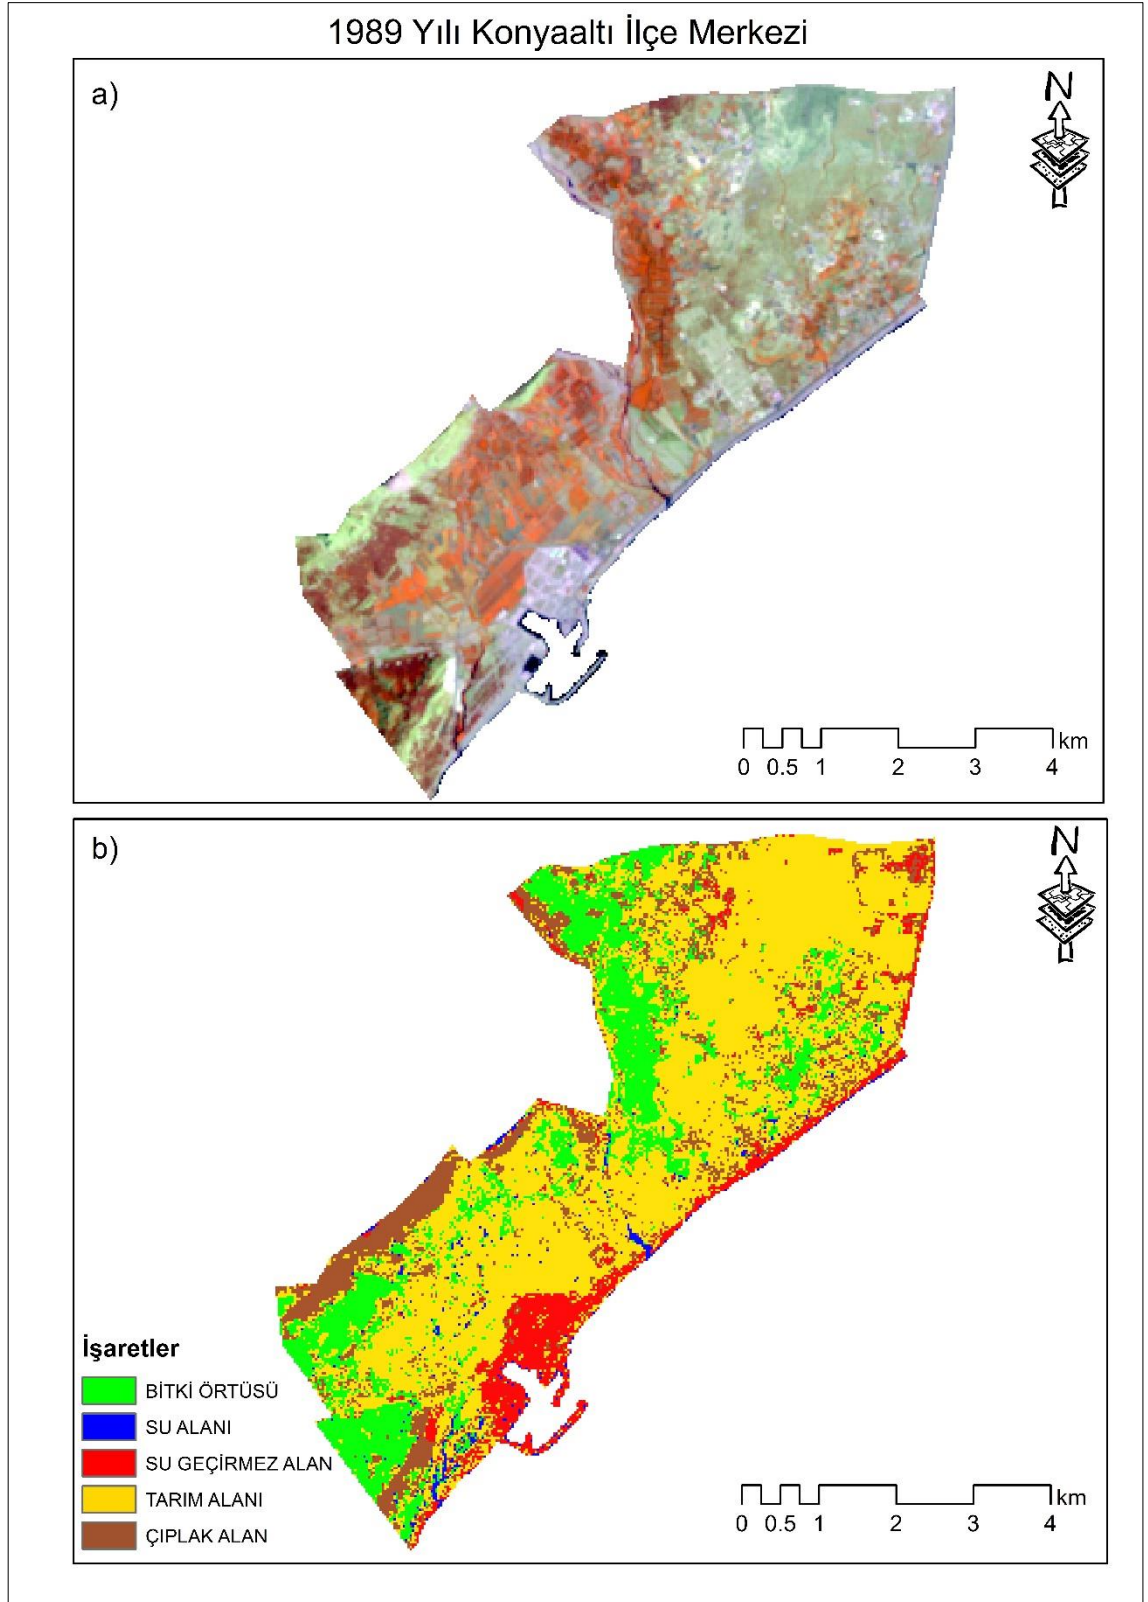 1989 Yılı Konyaaltı İlçe Merkezi
a)
N
km
0 0.5 1 2 3 4
b)
N
İşaretler
BİTKİ ÖRTÜSÜ
SU ALANI
SU GEÇİRMEZ ALAN
TARIM ALANI
ÇIPLAK ALAN
km
0 0.5 1 2 3 4